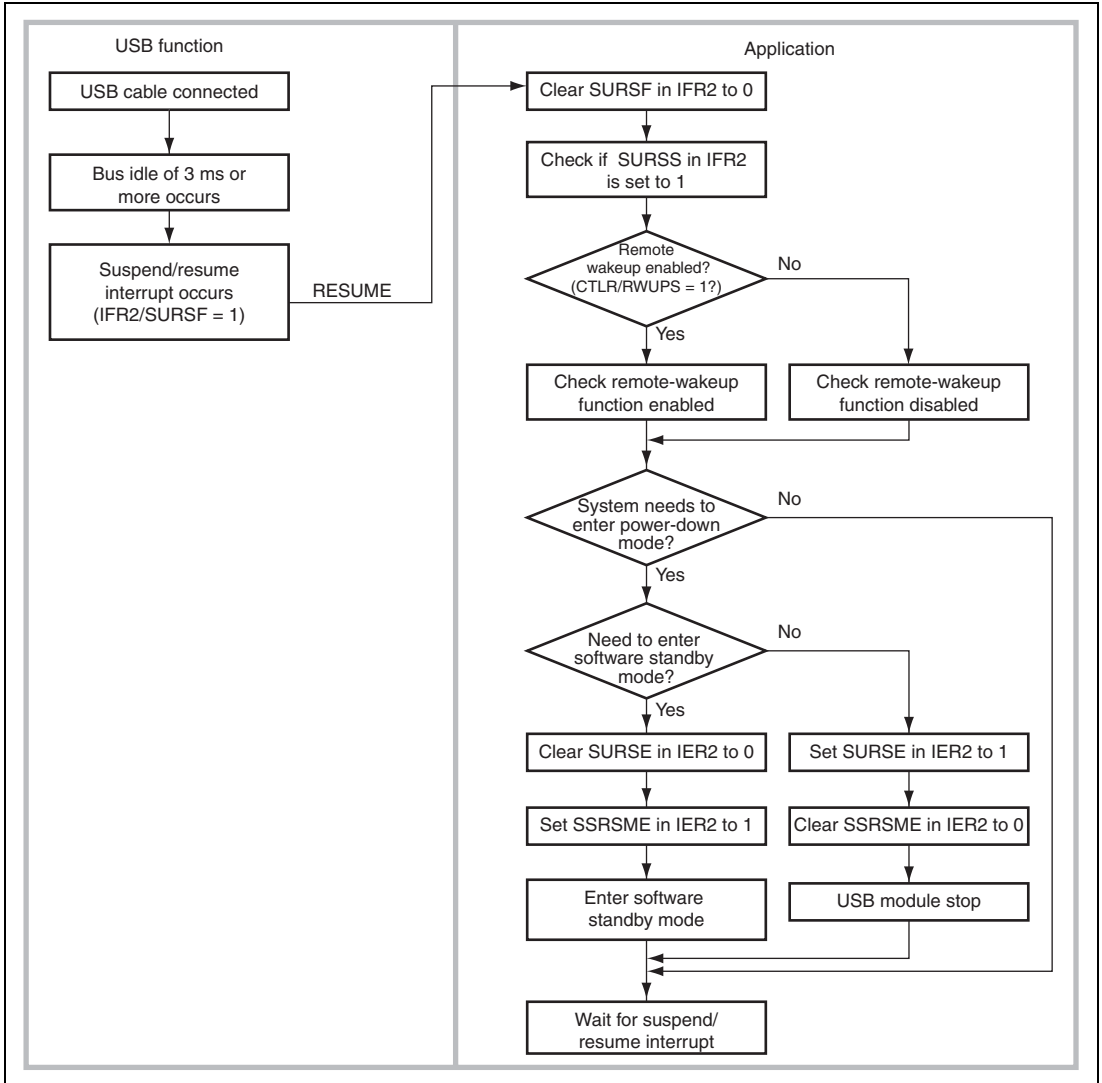 USB function
USB cable connected
Bus idle of 3 ms or
more occurs
Suspend/resume
interrupt occurs
(IFR2/SURSF = 1)
RESUME
Application
Clear SURSF in IFR2 to 0
Check if  SURSS in IFR2
is set to 1
Remote
wakeup enabled?
(CTLR/RWUPS = 1?)
No
Yes
Check remote-wakeup
function enabled
Check remote-wakeup
function disabled
System needs to
enter power-down
mode?
No
Yes
Need to enter
software standby
mode?
No
Yes
Clear SURSE in IER2 to 0
Set SURSE in IER2 to 1
Set SSRSME in IER2 to 1
Clear SSRSME in IER2 to 0
Enter software
standby mode
USB module stop
Wait for suspend/
resume interrupt